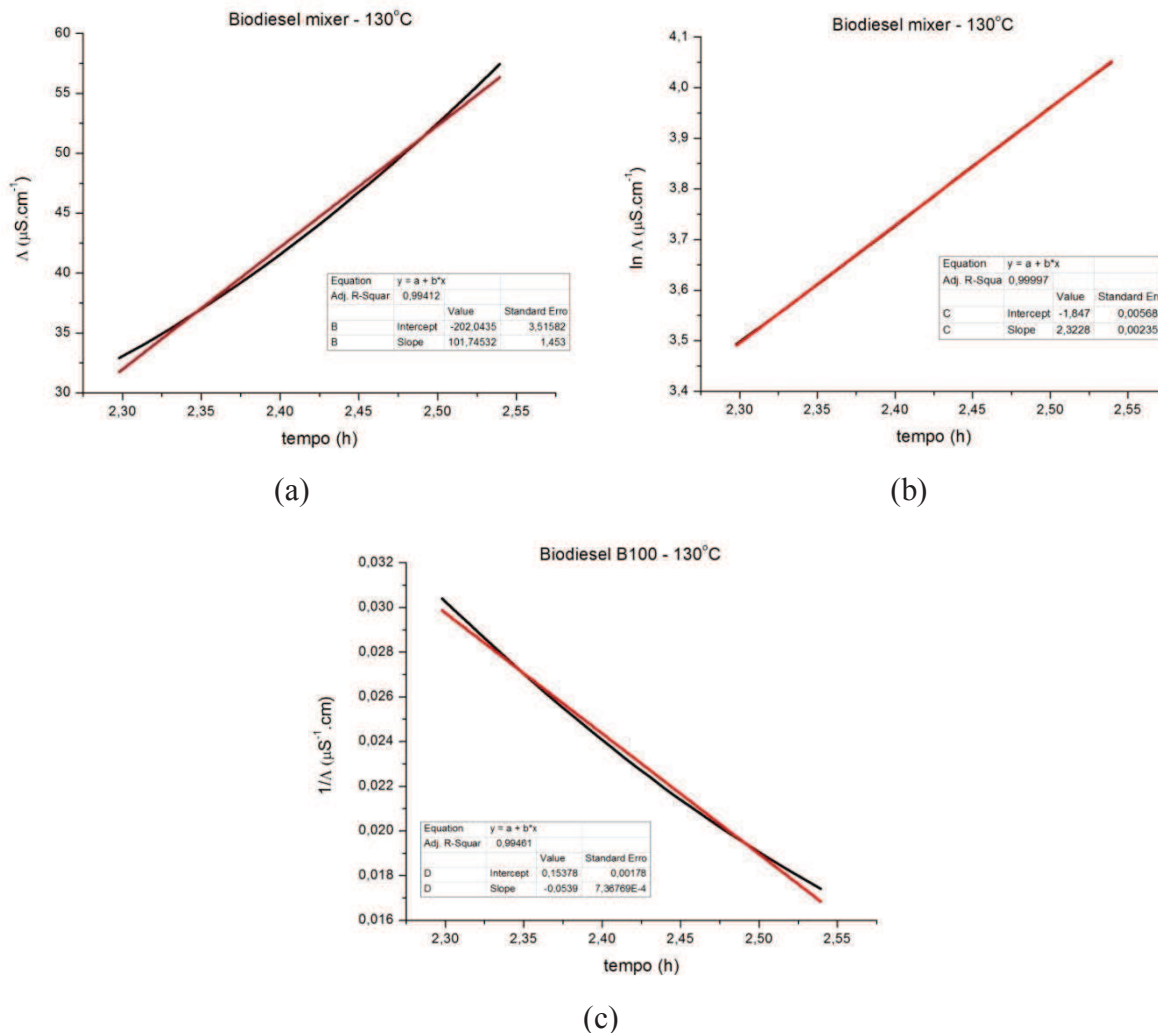 Biodesel mixer - 130°C
Λ (μS.cm⁻¹)
60
55
50
45
40
35
30
2,30 2,35 2,40 2,45 2,50 2,55
tempo (h)
Equation y = a + b*x
Adj. R-Squar 0,99412
Value Standard Erro
B Intercept -202,0435 3,51582
B Slope 101,74532 1,453
(a)
Biodiesel mixer - 130°C
ln Λ (μS.cm⁻¹)
4,1
4,0
3,9
3,8
3,7
3,6
3,5
3,4
2,30 2,35 2,40 2,45 2,50 2,55
tempo (h)
Equation y = a + b*x
Adj. R-Squa 0,99997
Value Standard Erro
C Intercept -1,847 0,00568
C Slope 2,3228 0,00235
(b)
Biodiesel B100 - 130°C
1/Λ (μS⁻¹.cm)
0,032
0,030
0,028
0,026
0,024
0,022
0,020
0,018
0,016
2,30 2,35 2,40 2,45 2,50 2,55
tempo (h)
Equation y = a + b*x
Adj. R-Squar 0,99461
Value Standard Erro
D Intercept 0,15378 0,00178
D Slope -0,0539 7,36769E-4
(c)